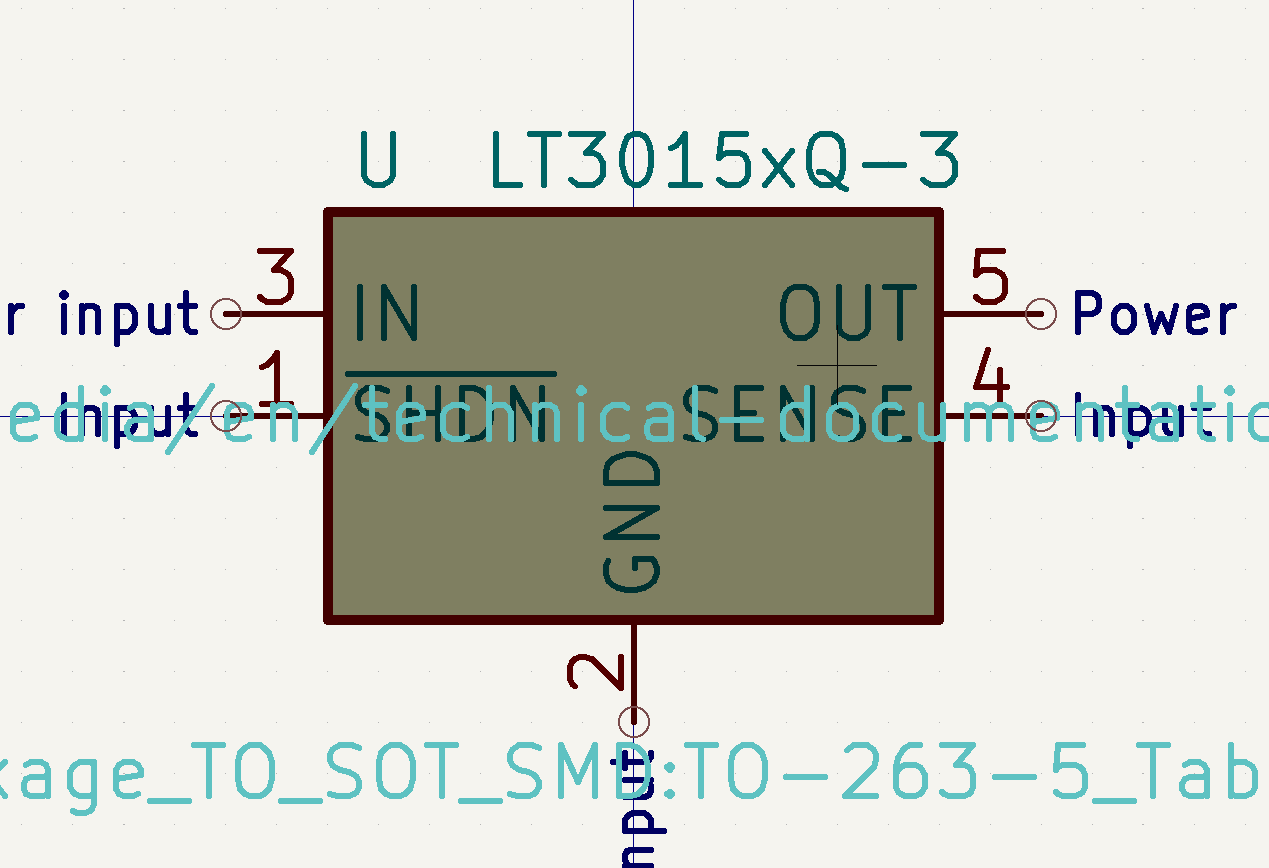 U LT3015xQ-3
3 5
r input IN OUT Power
1 4
Input SHDN SENSE Input
edia/en/technical-documentatio
GND
2
kage_TO_SOT_SMD:TO-263-5_Tab
nput